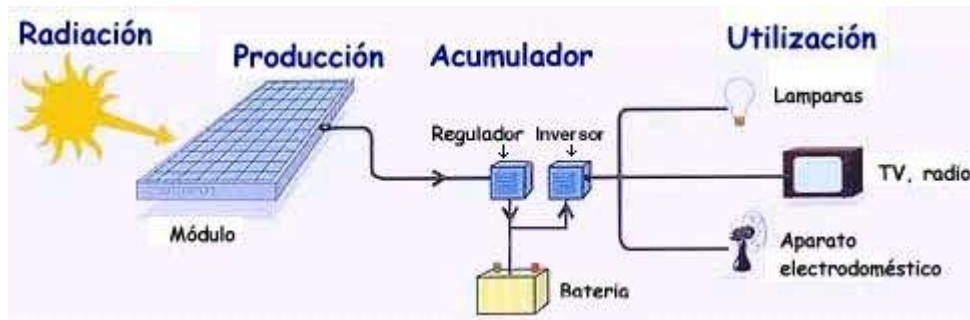 Radiación
Producción
Acumulador
Utilización
Lamparas
Regulador
Inversor
TV, radio
Módulo
Aparato
electrodoméstico
Bateria